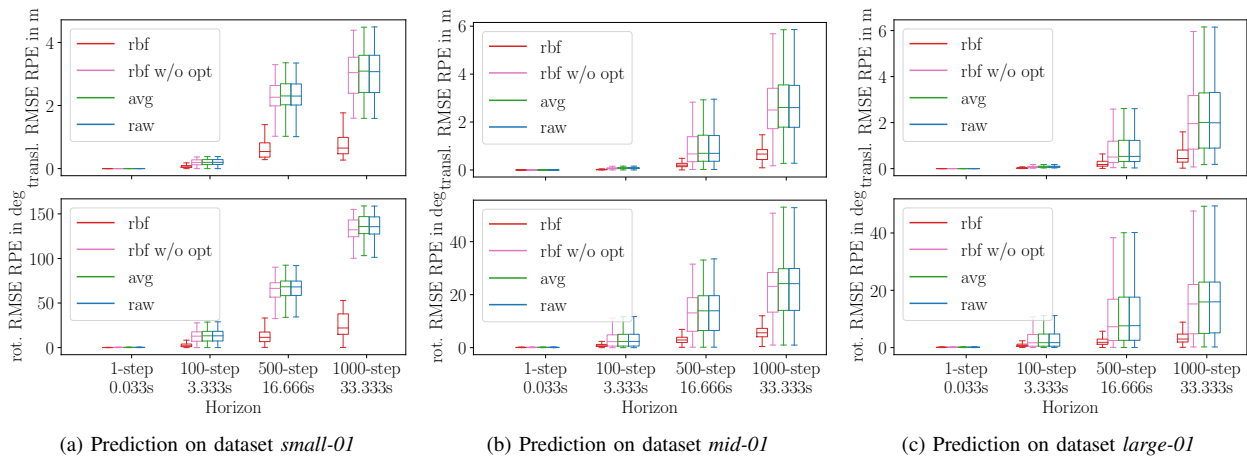 transl. RMSE RPE in m
4
2
0
rbf
rbf w/o opt
avg
raw
rot. RMSE RPE in deg
150
100
50
0
rbf
rbf w/o opt
avg
raw
1-step
0.033s
100-step
3.333s
500-step
16.666s
1000-step
33.333s
Horizon
(a) Prediction on dataset small-01
transl. RMSE RPE in m
6
4
2
0
rbf
rbf w/o opt
avg
raw
rot. RMSE RPE in deg
40
20
0
rbf
rbf w/o opt
avg
raw
1-step
0.033s
100-step
3.333s
500-step
16.666s
1000-step
33.333s
Horizon
(b) Prediction on dataset mid-01
transl. RMSE RPE in m
6
4
2
0
rbf
rbf w/o opt
avg
raw
rot. RMSE RPE in deg
40
20
0
rbf
rbf w/o opt
avg
raw
1-step
0.033s
100-step
3.333s
500-step
16.666s
1000-step
33.333s
Horizon
(c) Prediction on dataset large-01